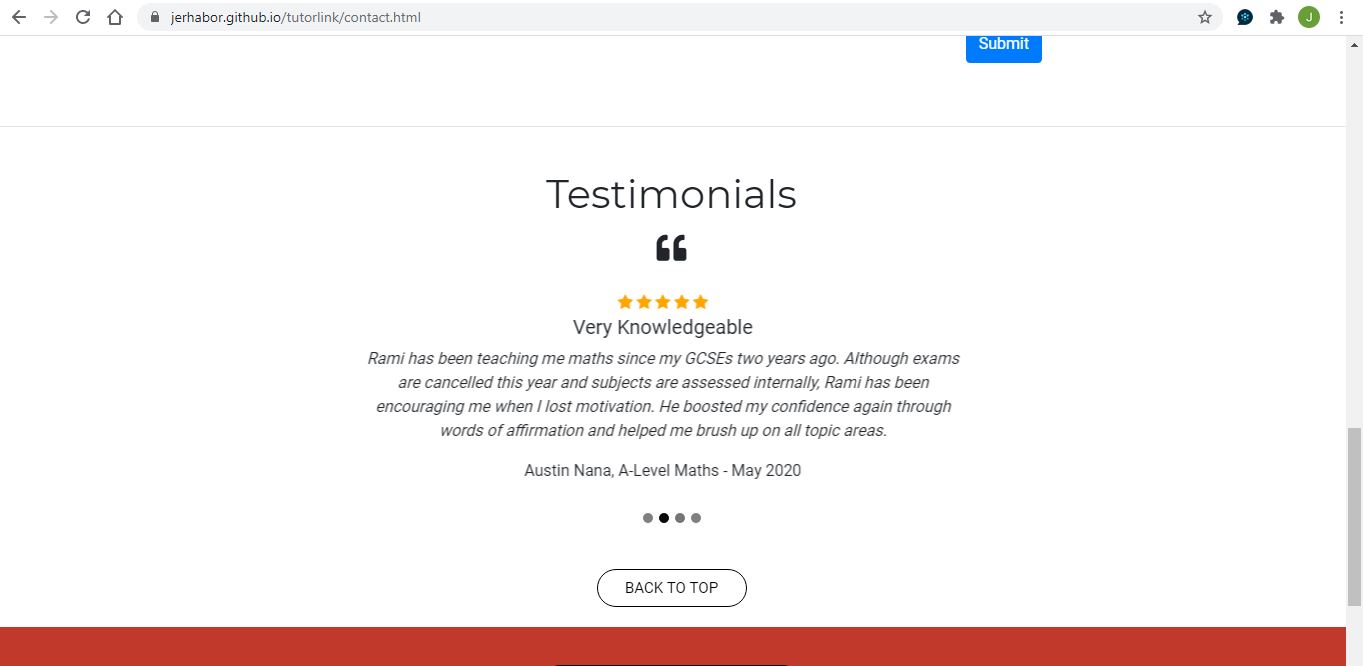 jerhabor.github.io/tutorlink/contact.html
J
Submit
Testimonials
“
Very Knowledgeable
Rami has been teaching me maths since my GCSEs two years ago. Although exams
are cancelled this year and subjects are assessed internally, Rami has been
encouraging me when I lost motivation. He boosted my confidence again through
words of affirmation and helped me brush up on all topic areas.
Austin Nana, A-Level Maths - May 2020
BACK TO TOP